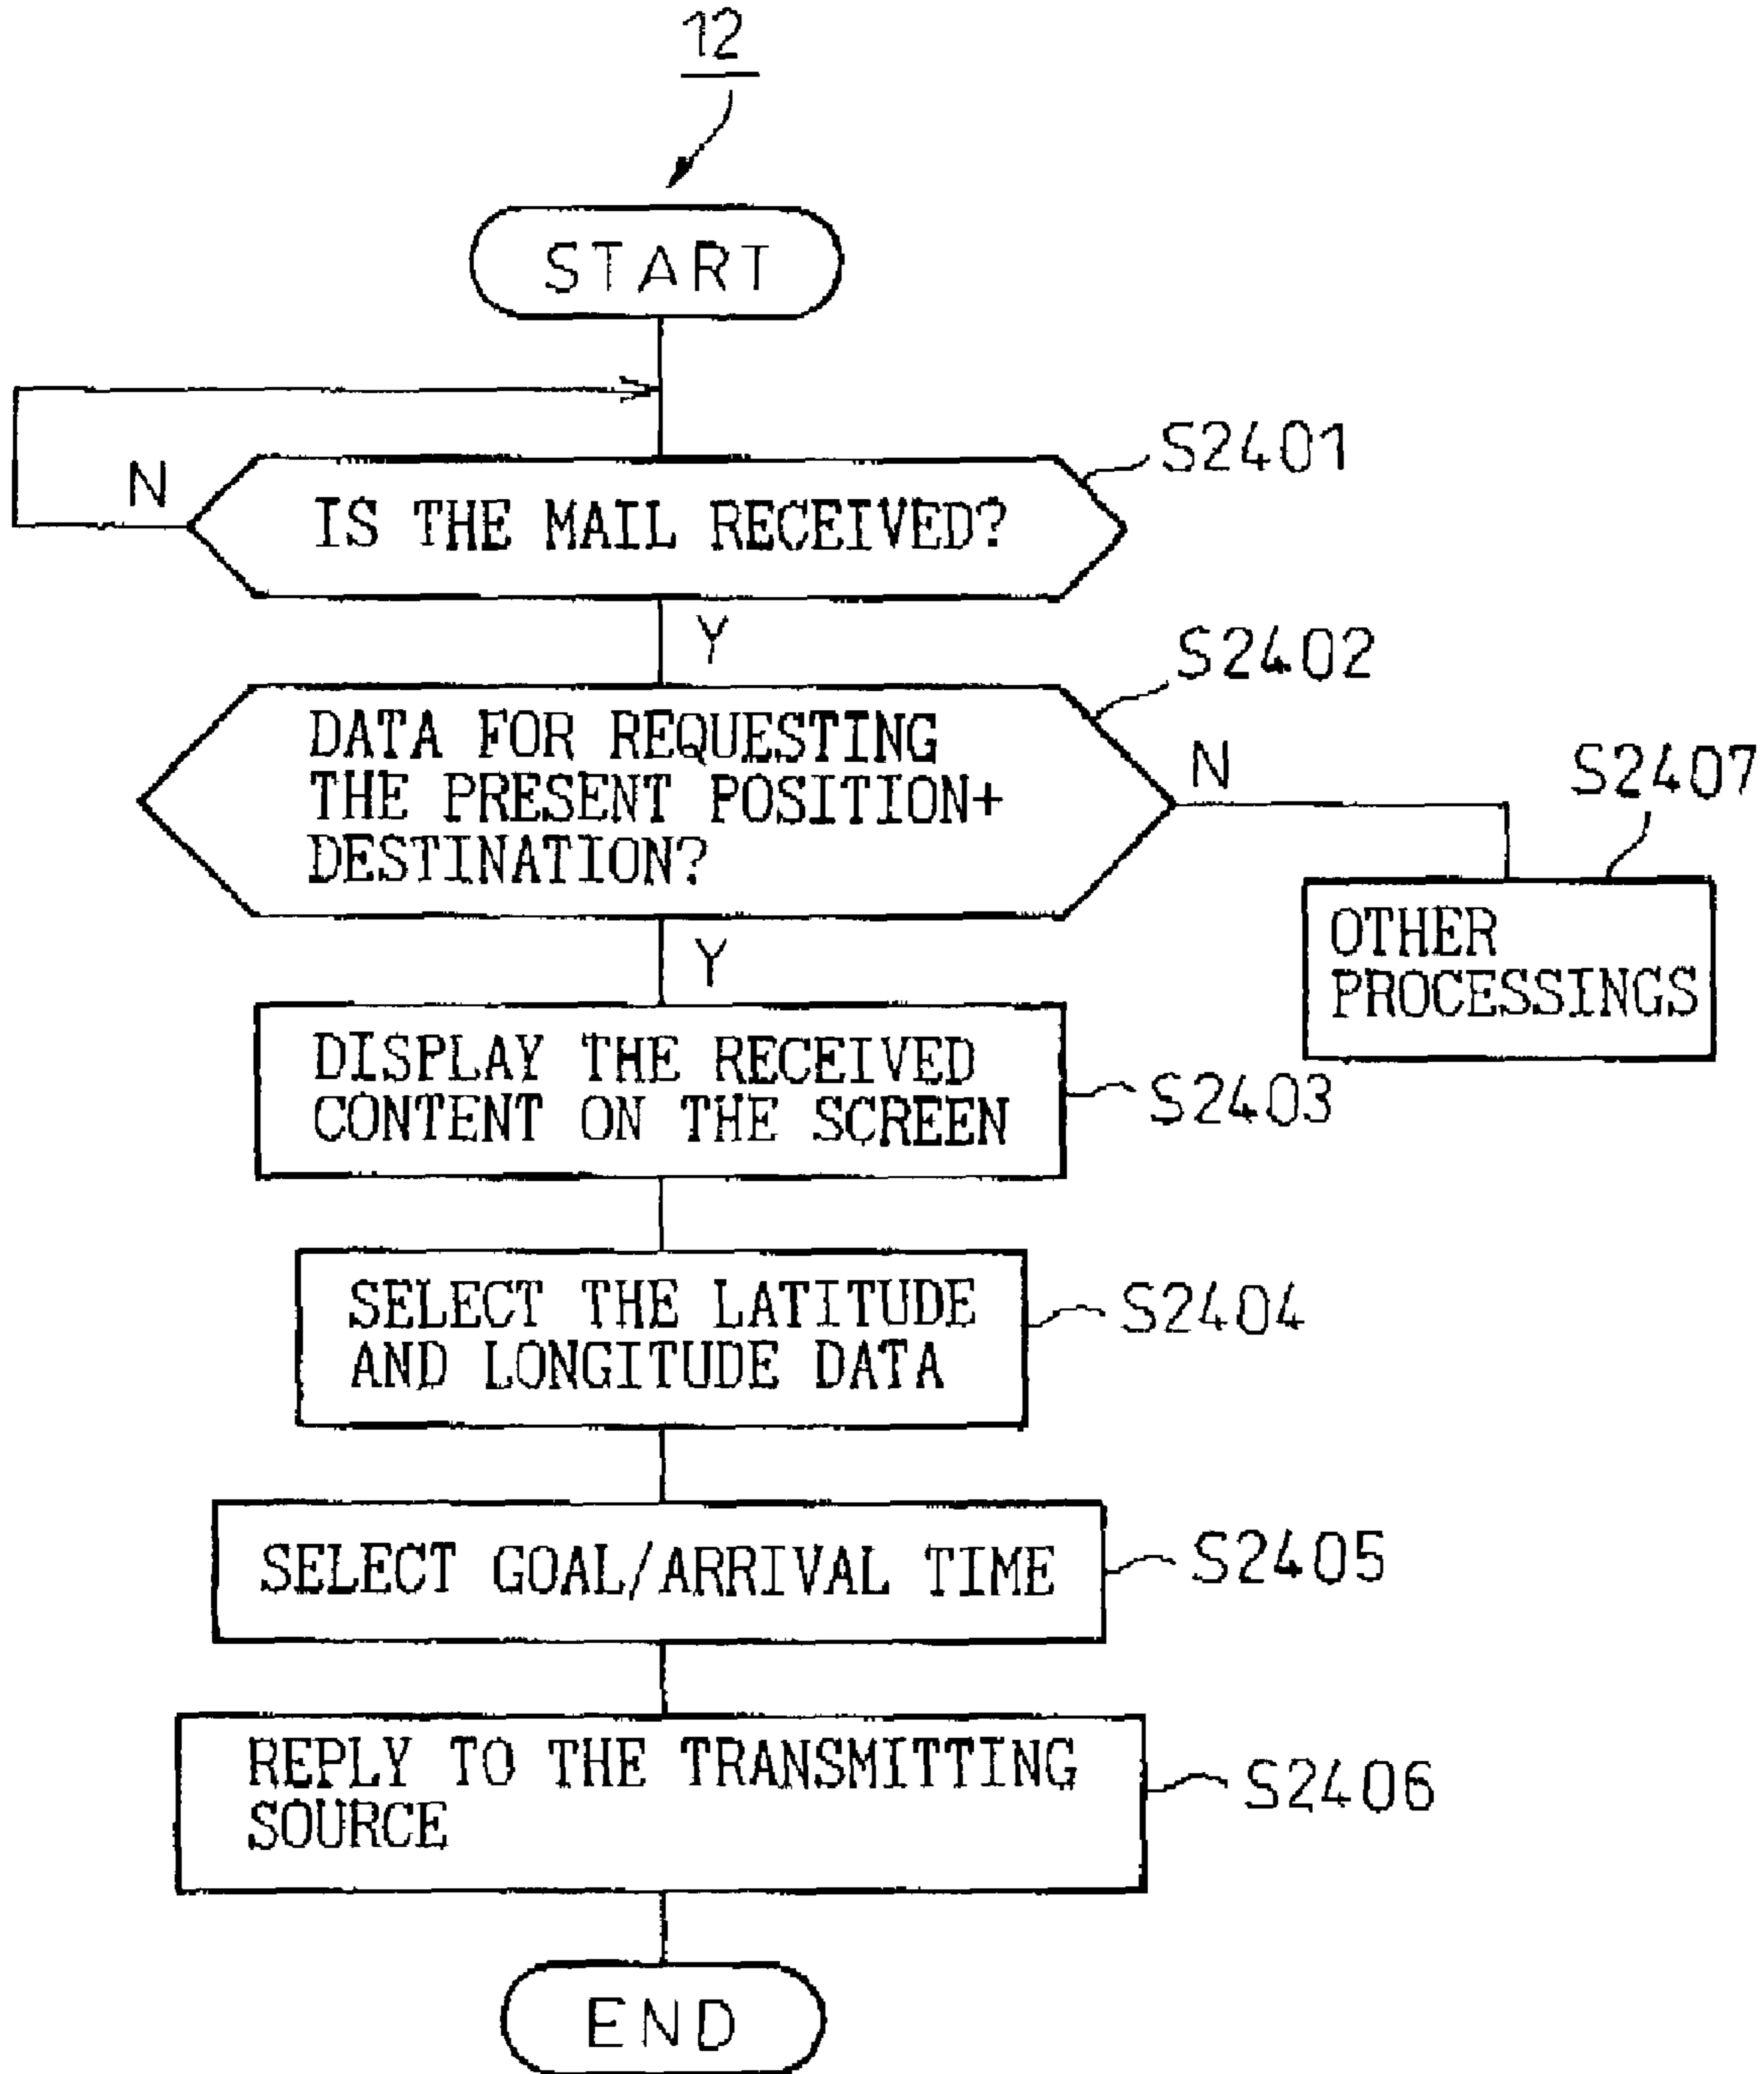 12
START
S2401
N
IS THE MAIL RECEIVED?
Y
S2402
DATA FOR REQUESTING
THE PRESENT POSITION+
DESTINATION?
N
S2407
OTHER
PROCESSINGS
Y
DISPLAY THE RECEIVED
CONTENT ON THE SCREEN
S2403
SELECT THE LATITUDE
AND LONGITUDE DATA
S2404
SELECT GOAL/ARRIVAL TIME
S2405
REPLY TO THE TRANSMITTING
SOURCE
S2406
END